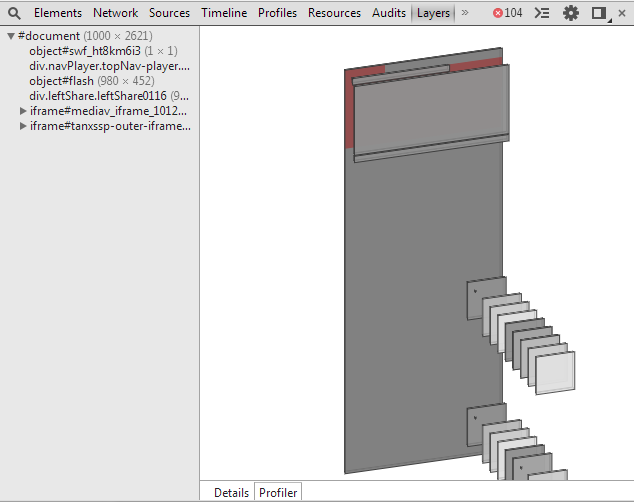 Elements Network Sources Timeline Profiles Resources Audits Layers » 104
#document (1000 × 2621)
object#swf_ht8km6i3 (1 × 1)
div.navPlayer.topNav-player....
object#flash (980 × 452)
div.leftShare.leftShare0116 (9...
iframe#mediav_iframe_1012...
iframe#tanxssp-outer-iframe...
Details Profiler